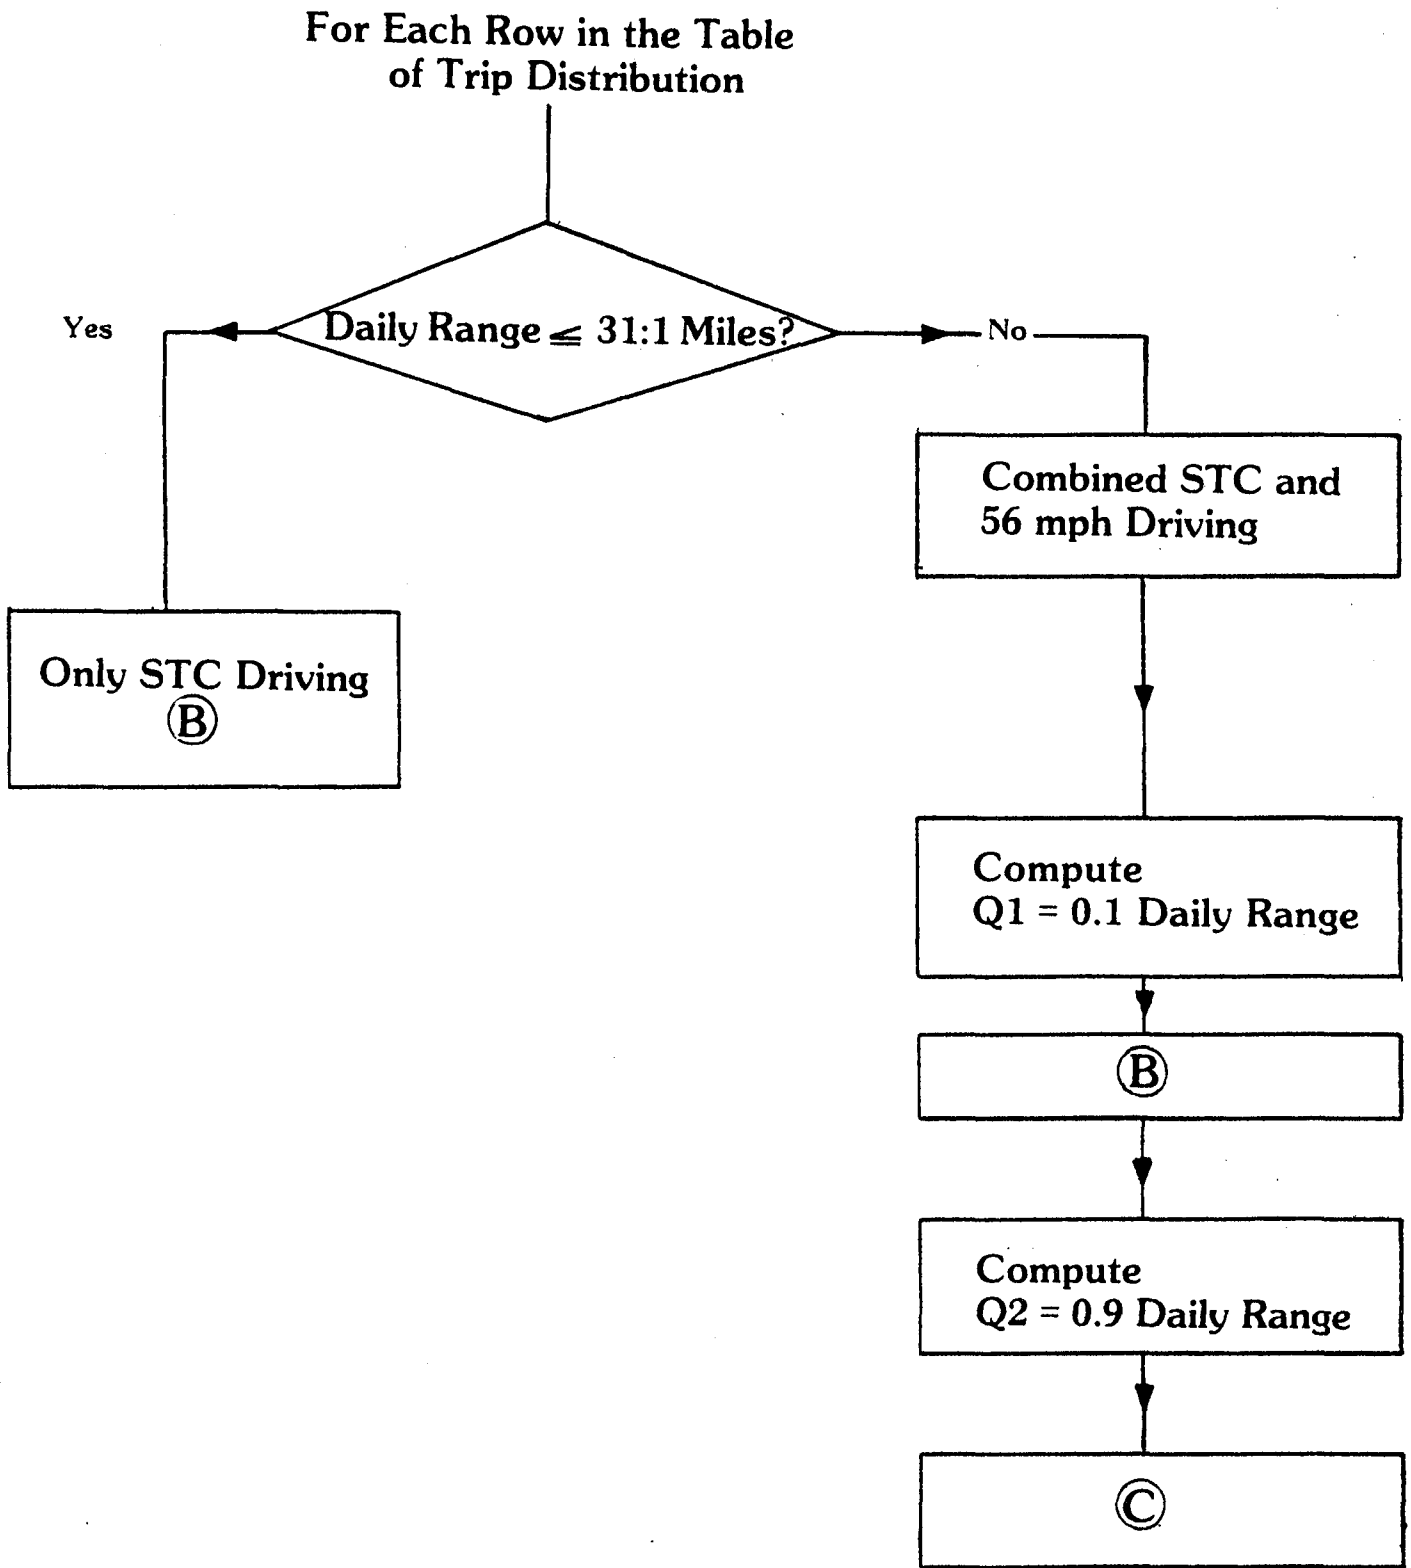 For Each Row in the Table
of Trip Distribution
Yes
Daily Range ≦ 31:1 Miles?
No
Combined STC and
56 mph Driving
Only STC Driving
Ⓑ
Compute
Q1 = 0.1 Daily Range
Ⓑ
Compute
Q2 = 0.9 Daily Range
Ⓒ